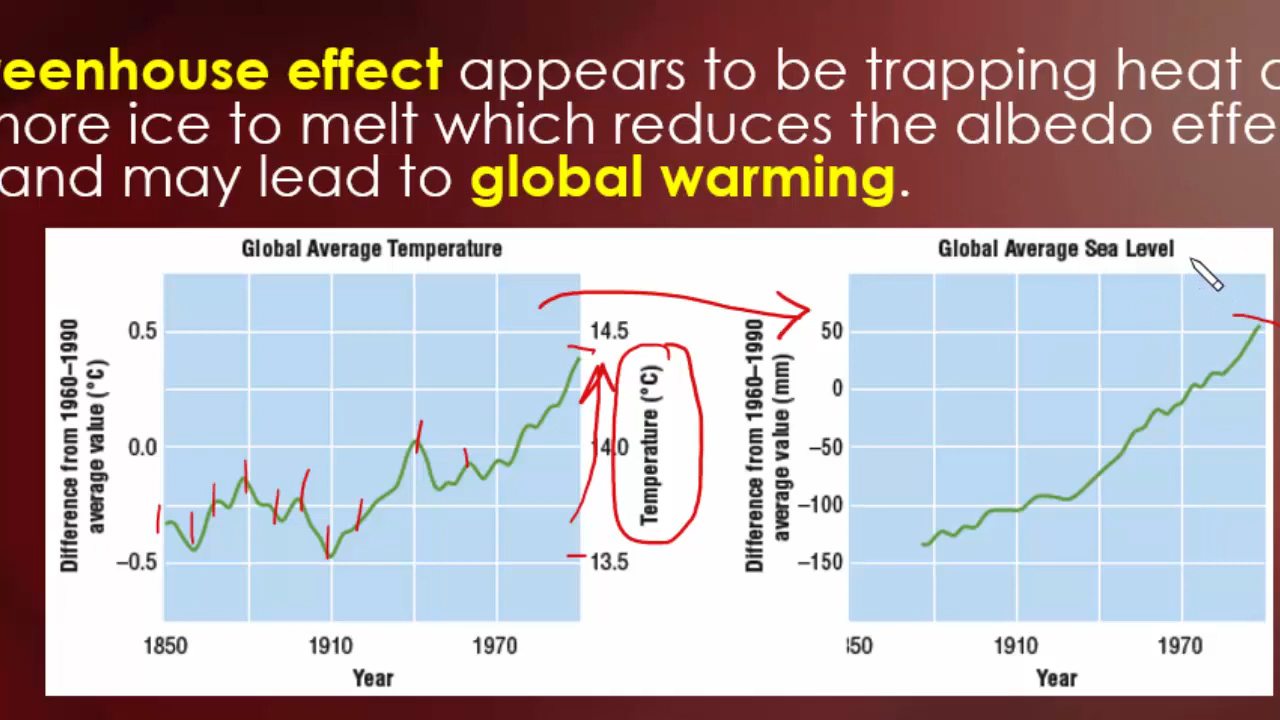 reenhouse effect appears to be trapping heat
more ice to melt which reduces the albedo effe
and may lead to global warming.
Global Average Temperature
Difference from 1960–1990
average value (°C)
0.5
0.0
–0.5
14.5
14.0
13.5
Temperature (°C)
1850
1910
1970
Year
Global Average Sea Level
Difference from 1960–1990
average value (mm)
50
0
–50
–100
–150
850
1910
1970
Year